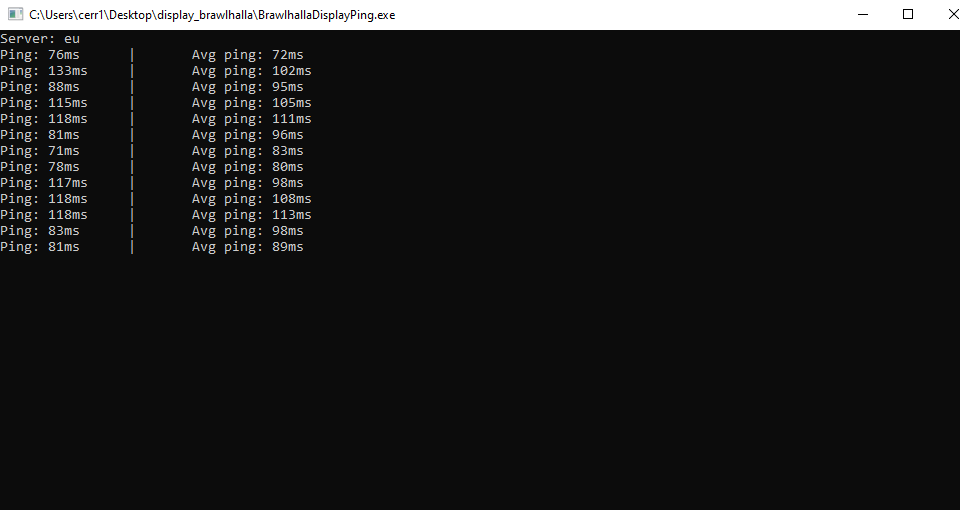 C:\Users\cerr1\Desktop\display_brawlhalla\BrawlhallaDisplayPing.exe
Server: eu
Ping: 76ms | Avg ping: 72ms
Ping: 133ms | Avg ping: 102ms
Ping: 88ms | Avg ping: 95ms
Ping: 115ms | Avg ping: 105ms
Ping: 118ms | Avg ping: 111ms
Ping: 81ms | Avg ping: 96ms
Ping: 71ms | Avg ping: 83ms
Ping: 78ms | Avg ping: 80ms
Ping: 117ms | Avg ping: 98ms
Ping: 118ms | Avg ping: 108ms
Ping: 118ms | Avg ping: 113ms
Ping: 83ms | Avg ping: 98ms
Ping: 81ms | Avg ping: 89ms